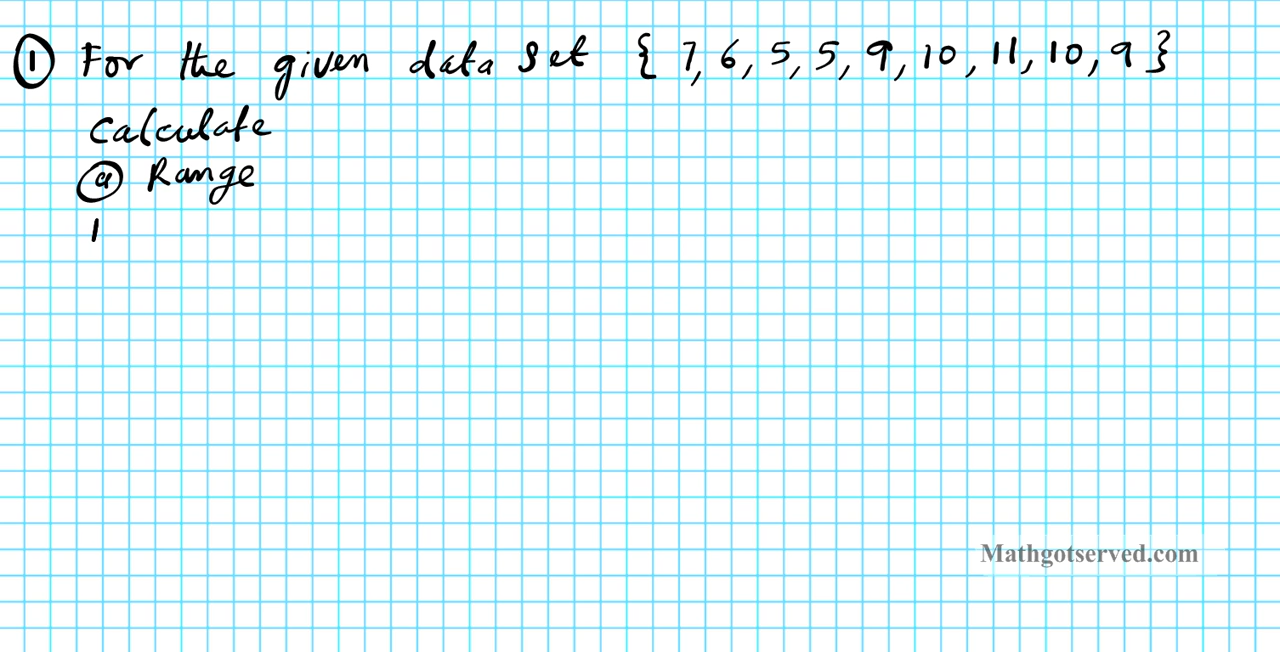 ① For the given data set { 7, 6, 5, 5, 9, 10, 11, 10, 9 }
Calculate
ⓐ Range
Mathgotserved.com